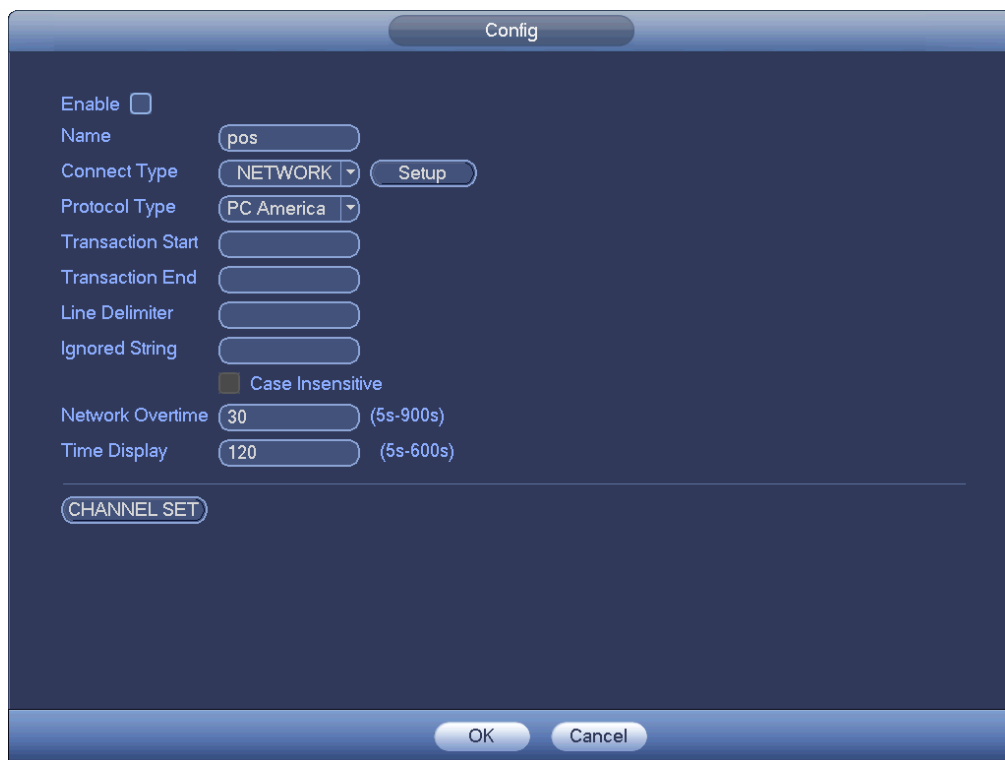 Config
Enable
Name pos
Connect Type NETWORK Setup
Protocol Type PC America
Transaction Start
Transaction End
Line Delimiter
Ignored String
Case Insensitive
Network Overtime 30 (5s-900s)
Time Display 120 (5s-600s)
CHANNEL SET
OK Cancel